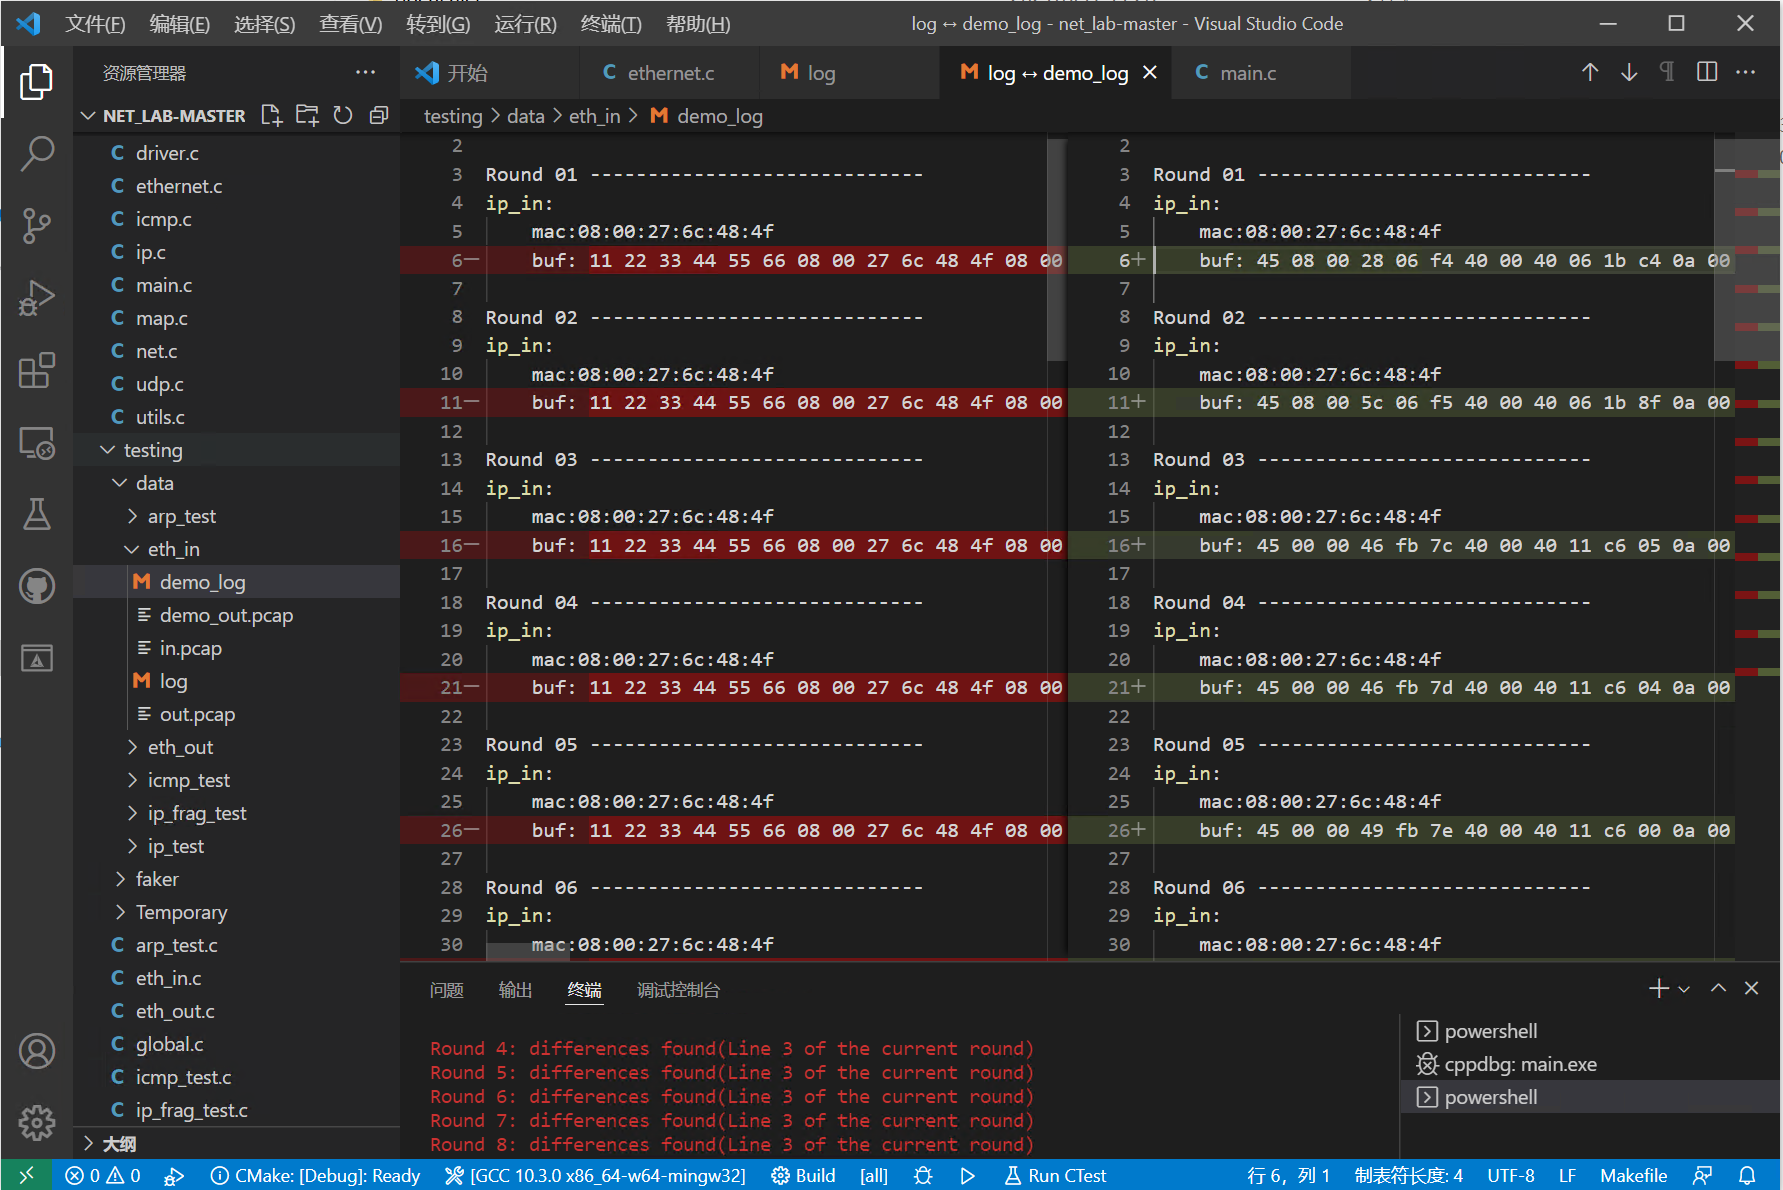 文件(F) 编辑(E) 选择(S) 查看(V) 转到(G) 运行(R) 终端(T) 帮助(H) log ↔ demo_log - net_lab-master - Visual Studio Code
资源管理器 ···
NET_LAB-MASTER
C driver.c
C ethernet.c
C icmp.c
C ip.c
C main.c
C map.c
C net.c
C udp.c
C utils.c
testing
data
arp_test
eth_in
demo_log
demo_out.pcap
in.pcap
log
out.pcap
eth_out
icmp_test
ip_frag_test
ip_test
faker
Temporary
C arp_test.c
C eth_in.c
C eth_out.c
C global.c
C icmp_test.c
C ip_frag_test.c
大纲
开始 C ethernet.c M log M log ↔ demo_log C main.c
testing > data > eth_in > M demo_log
2
3 Round 01 -----------------------------
4 ip_in:
5 mac:08:00:27:6c:48:4f
6— buf: 11 22 33 44 55 66 08 00 27 6c 48 4f 08 00
7
8 Round 02 -----------------------------
9 ip_in:
10 mac:08:00:27:6c:48:4f
11— buf: 11 22 33 44 55 66 08 00 27 6c 48 4f 08 00
12
13 Round 03 -----------------------------
14 ip_in:
15 mac:08:00:27:6c:48:4f
16— buf: 11 22 33 44 55 66 08 00 27 6c 48 4f 08 00
17
18 Round 04 -----------------------------
19 ip_in:
20 mac:08:00:27:6c:48:4f
21— buf: 11 22 33 44 55 66 08 00 27 6c 48 4f 08 00
22
23 Round 05 -----------------------------
24 ip_in:
25 mac:08:00:27:6c:48:4f
26— buf: 11 22 33 44 55 66 08 00 27 6c 48 4f 08 00
27
28 Round 06 -----------------------------
29 ip_in:
30 mac:08:00:27:6c:48:4f
2
3 Round 01 -----------------------------
4 ip_in:
5 mac:08:00:27:6c:48:4f
6+ buf: 45 08 00 28 06 f4 40 00 40 06 1b c4 0a 00
7
8 Round 02 -----------------------------
9 ip_in:
10 mac:08:00:27:6c:48:4f
11+ buf: 45 08 00 5c 06 f5 40 00 40 06 1b 8f 0a 00
12
13 Round 03 -----------------------------
14 ip_in:
15 mac:08:00:27:6c:48:4f
16+ buf: 45 00 00 46 fb 7c 40 00 40 11 c6 05 0a 00
17
18 Round 04 -----------------------------
19 ip_in:
20 mac:08:00:27:6c:48:4f
21+ buf: 45 00 00 46 fb 7d 40 00 40 11 c6 04 0a 00
22
23 Round 05 -----------------------------
24 ip_in:
25 mac:08:00:27:6c:48:4f
26+ buf: 45 00 00 49 fb 7e 40 00 40 11 c6 00 0a 00
27
28 Round 06 -----------------------------
29 ip_in:
30 mac:08:00:27:6c:48:4f
问题 输出 终端 调试控制台
Round 4: differences found(Line 3 of the current round)
Round 5: differences found(Line 3 of the current round)
Round 6: differences found(Line 3 of the current round)
Round 7: differences found(Line 3 of the current round)
Round 8: differences found(Line 3 of the current round)
powershell
cppdbg: main.exe
powershell
0 0 CMake: [Debug]: Ready [GCC 10.3.0 x86_64-w64-mingw32] Build [all] Run CTest 行 6，列 1 制表符长度: 4 UTF-8 LF Makefile